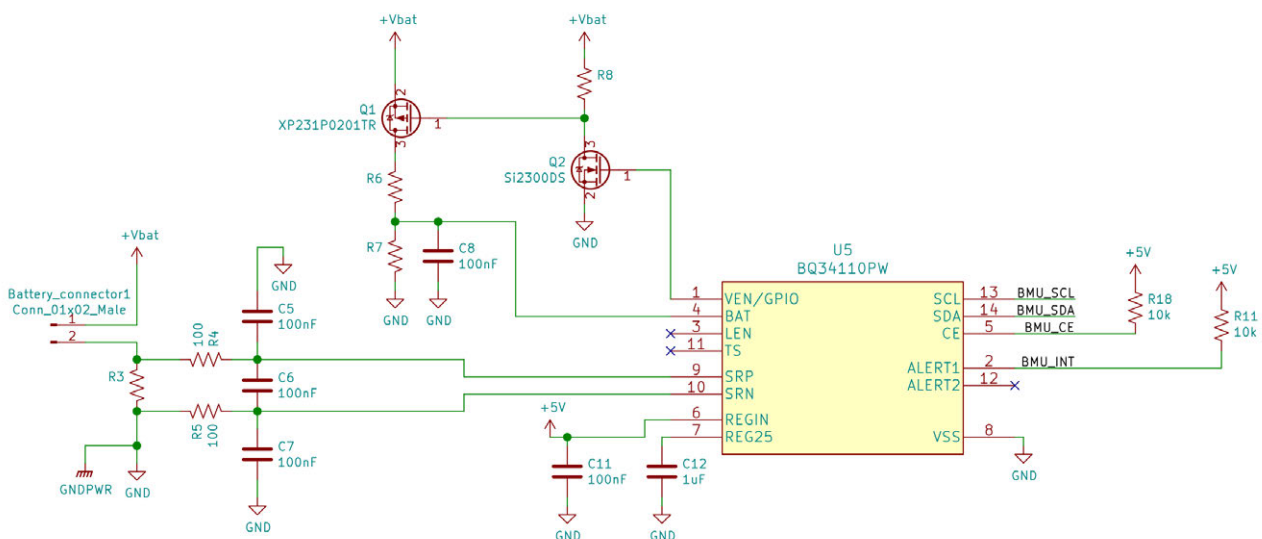 +Vbat
+Vbat
R8
2
Q1
XP231P0201TR
1
3
3
Q2
Si2300DS
1
2
GND
R6
R7
C8
100nF
GND
GND
+Vbat
Battery_connector1
Conn_01x02_Male
1
2
GND
C5
100nF
100
R4
R3
C6
100nF
R5
100
C7
100nF
GNDPWR
GND
GND
U5
BQ34110PW
1
VEN/GPIO
4
BAT
3
LEN
11
TS
9
SRP
10
SRN
6
REGIN
7
REG25
SCL
13
BMU_SCL
SDA
14
BMU_SDA
CE
5
BMU_CE
ALERT1
2
BMU_INT
ALERT2
12
VSS
8
GND
+5V
R18
10k
+5V
R11
10k
+5V
C11
100nF
GND
C12
1uF
GND